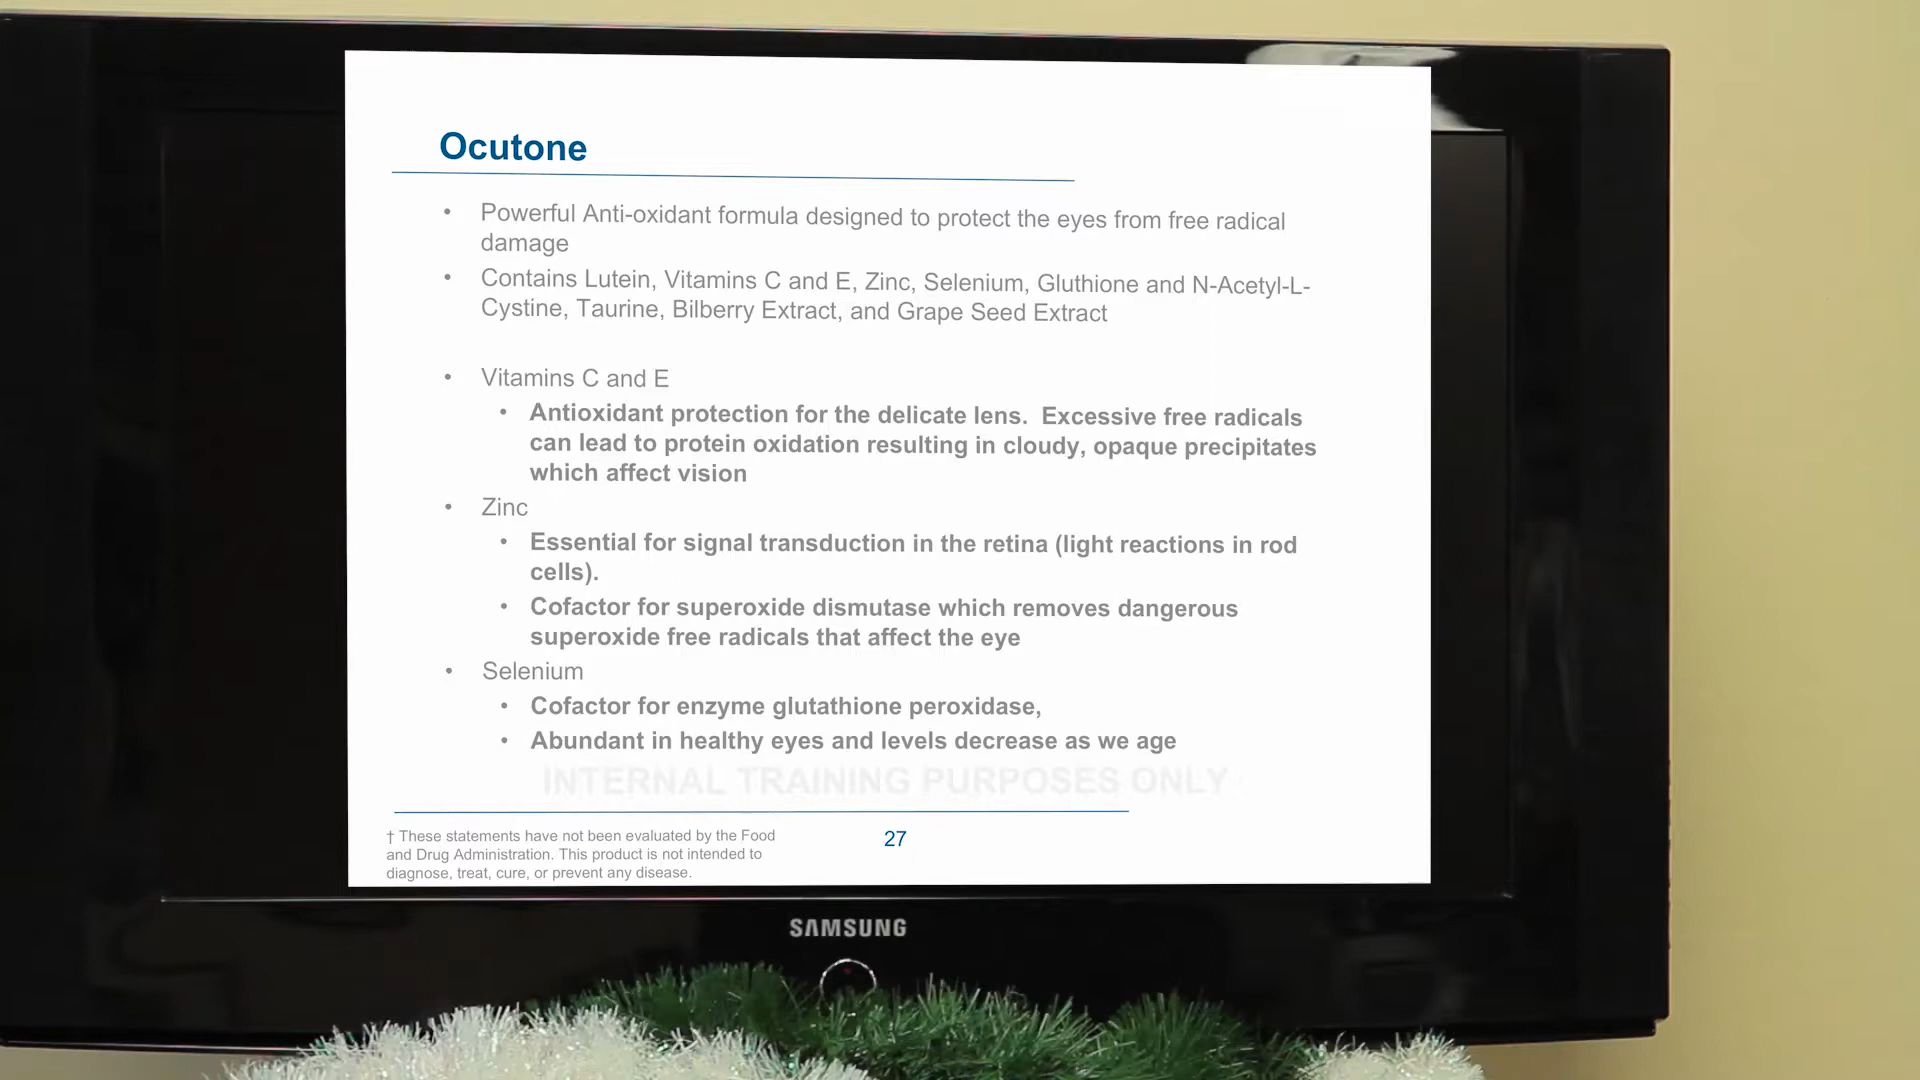 Ocutone
• Powerful Anti-oxidant formula designed to protect the eyes from free radical
damage
• Contains Lutein, Vitamins C and E, Zinc, Selenium, Gluthione and N-Acetyl-L-
Cystine, Taurine, Bilberry Extract, and Grape Seed Extract
• Vitamins C and E
• Antioxidant protection for the delicate lens. Excessive free radicals
can lead to protein oxidation resulting in cloudy, opaque precipitates
which affect vision
• Zinc
• Essential for signal transduction in the retina (light reactions in rod
cells).
• Cofactor for superoxide dismutase which removes dangerous
superoxide free radicals that affect the eye
• Selenium
• Cofactor for enzyme glutathione peroxidase,
• Abundant in healthy eyes and levels decrease as we age
INTERNAL TRAINING PURPOSES ONLY
† These statements have not been evaluated by the Food
and Drug Administration. This product is not intended to
diagnose, treat, cure, or prevent any disease.
27
SAMSUNG